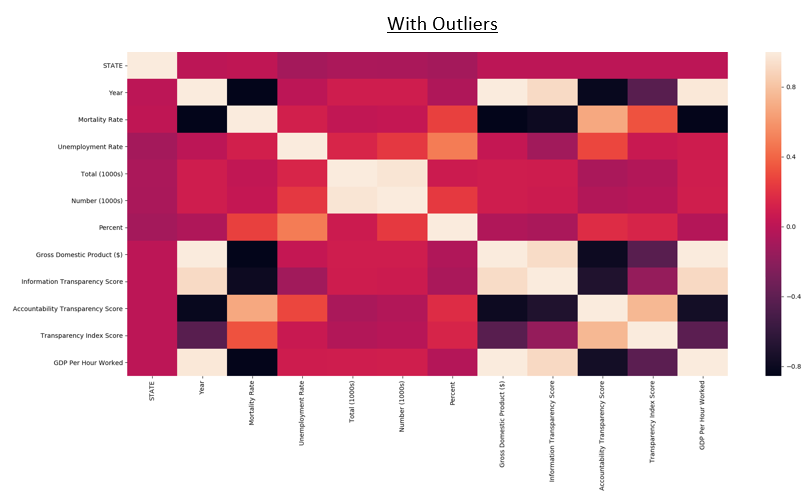 With Outliers
STATE
Year
Mortality Rate
Unemployment Rate
Total (1000s)
Number (1000s)
Percent
Gross Domestic Product ($)
Information Transparency Score
Accountability Transparency Score
Transparency Index Score
GDP Per Hour Worked
STATE
Year
Mortality Rate
Unemployment Rate
Total (1000s)
Number (1000s)
Percent
Gross Domestic Product ($)
Information Transparency Score
Accountability Transparency Score
Transparency Index Score
GDP Per Hour Worked
0.8
0.4
0.0
−0.4
−0.8